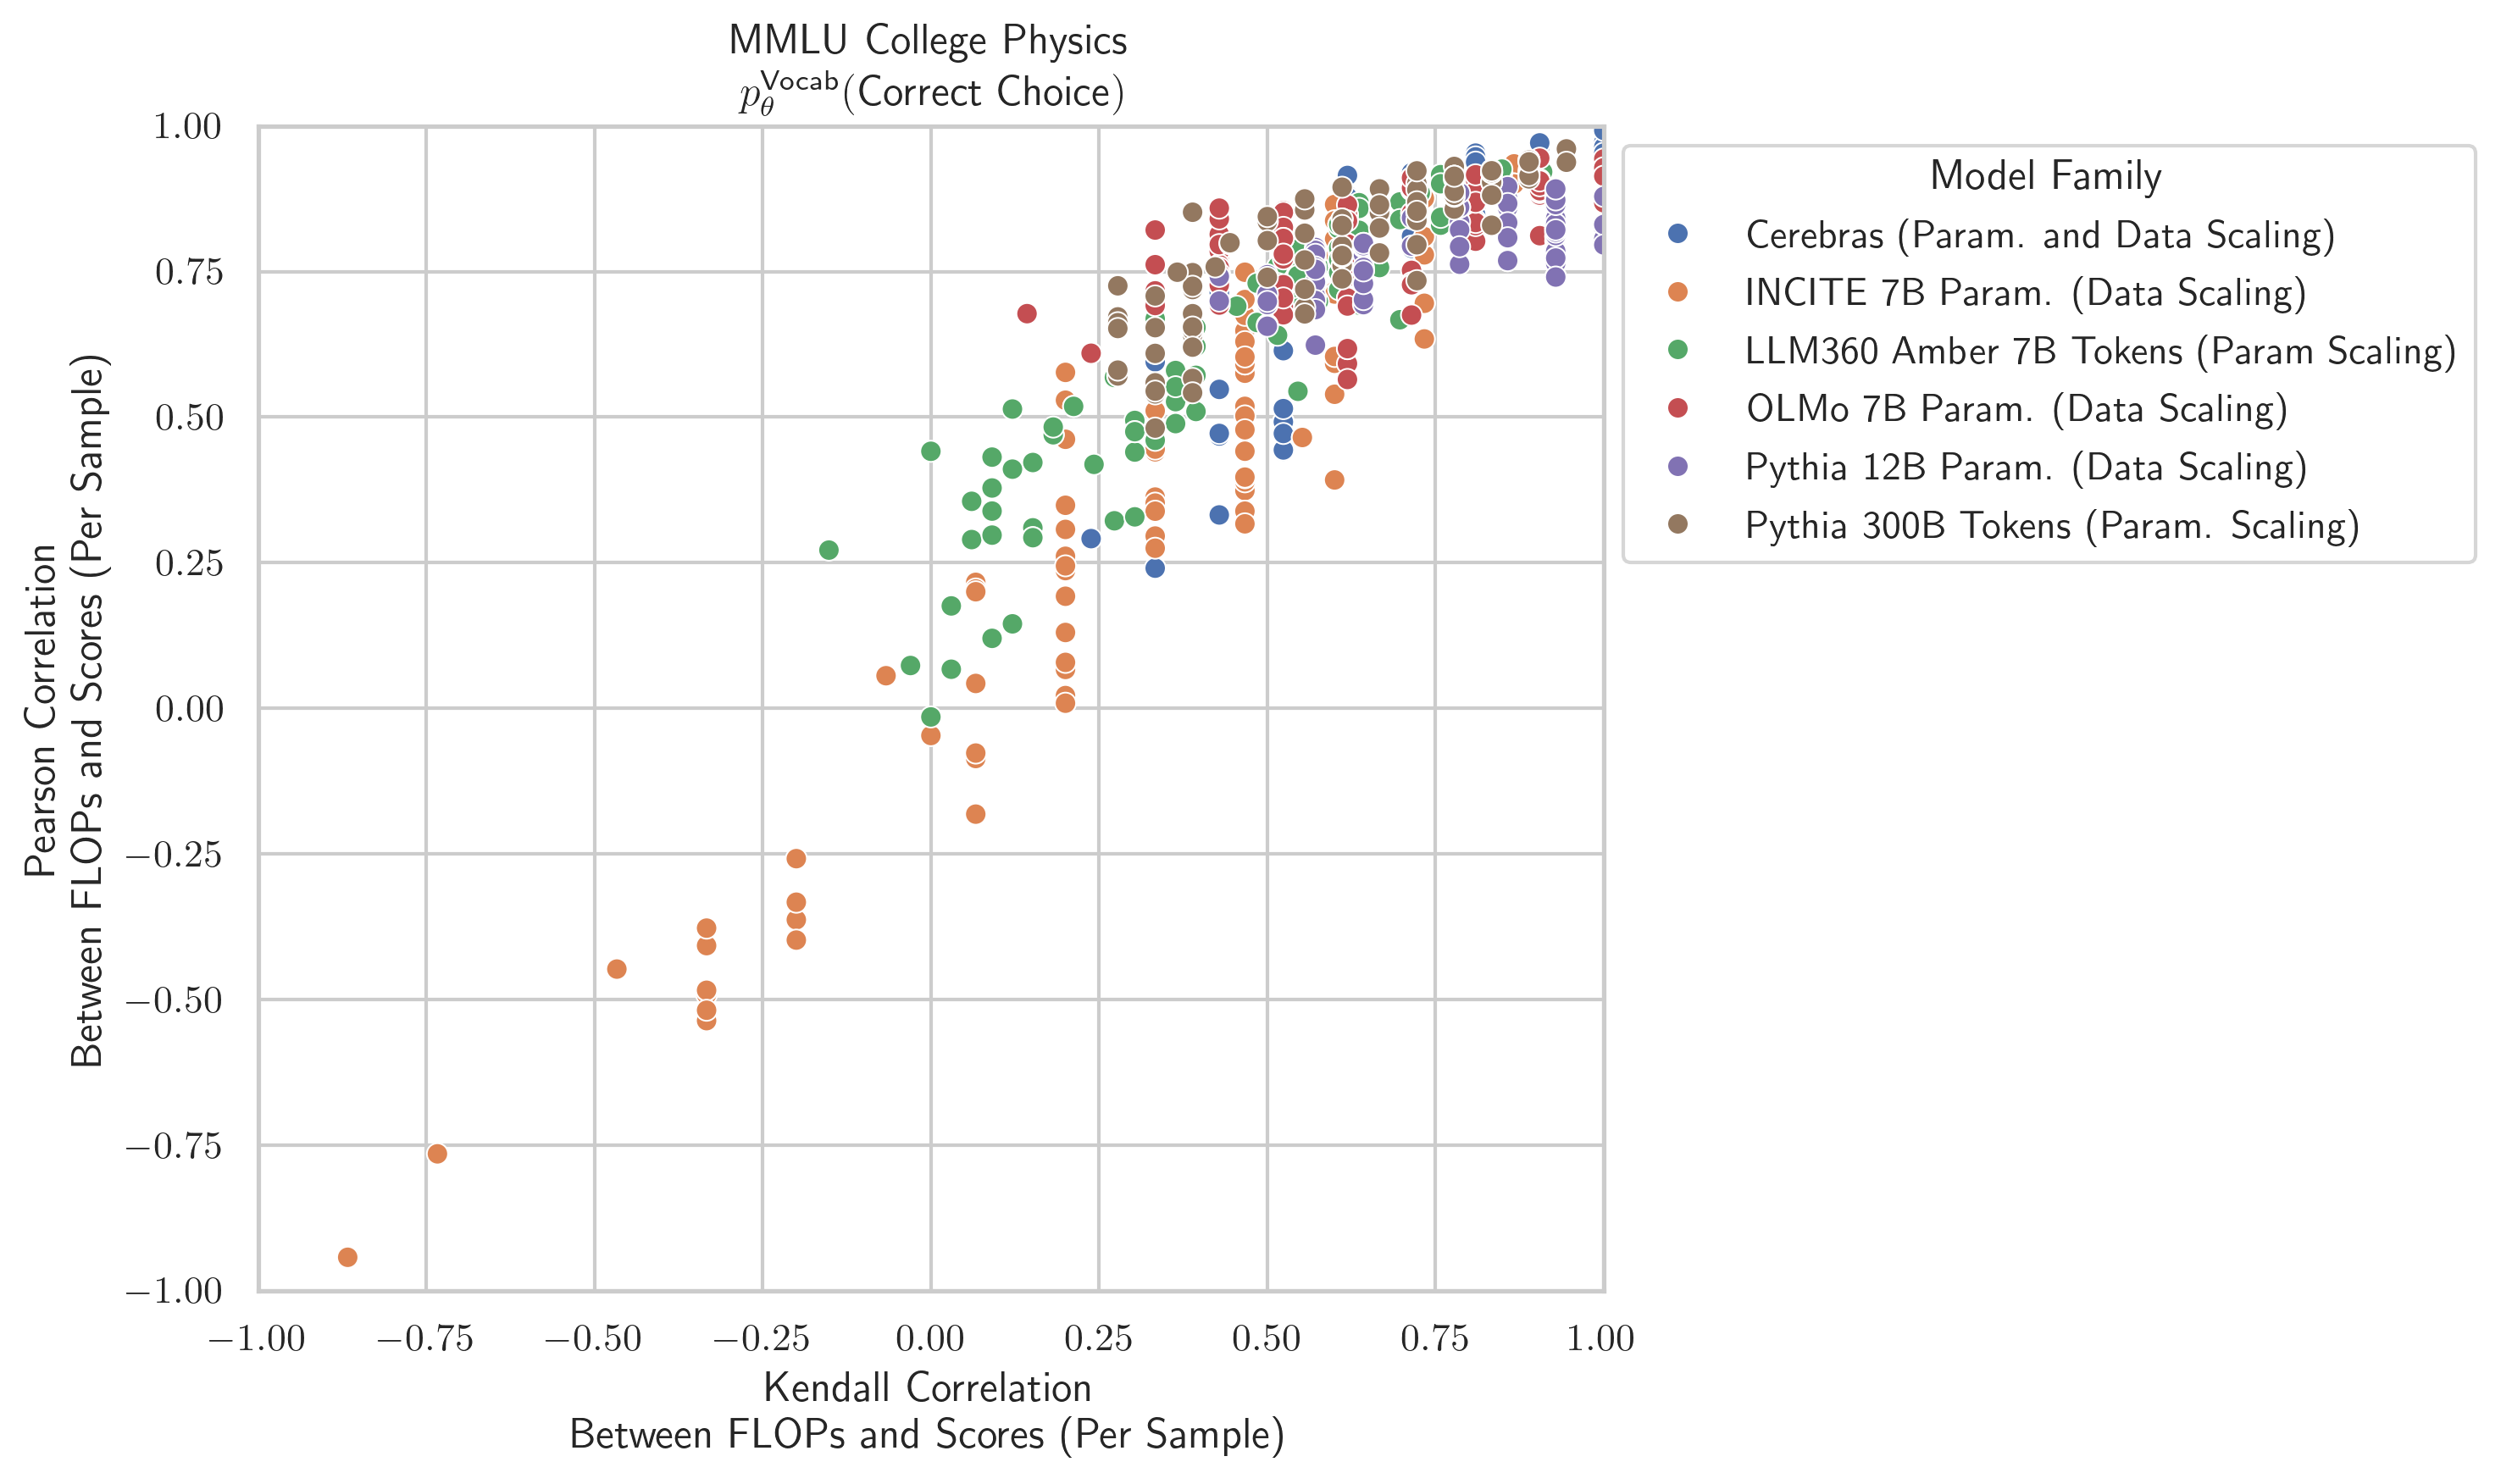 MMLU College Physics
p_θ^Vocab(Correct Choice)
1.00
0.75
0.50
0.25
0.00
−0.25
−0.50
−0.75
−1.00
Pearson Correlation
Between FLOPs and Scores (Per Sample)
−1.00 −0.75 −0.50 −0.25 0.00 0.25 0.50 0.75 1.00
Kendall Correlation
Between FLOPs and Scores (Per Sample)
Model Family
Cerebras (Param. and Data Scaling)
INCITE 7B Param. (Data Scaling)
LLM360 Amber 7B Tokens (Param Scaling)
OLMo 7B Param. (Data Scaling)
Pythia 12B Param. (Data Scaling)
Pythia 300B Tokens (Param. Scaling)